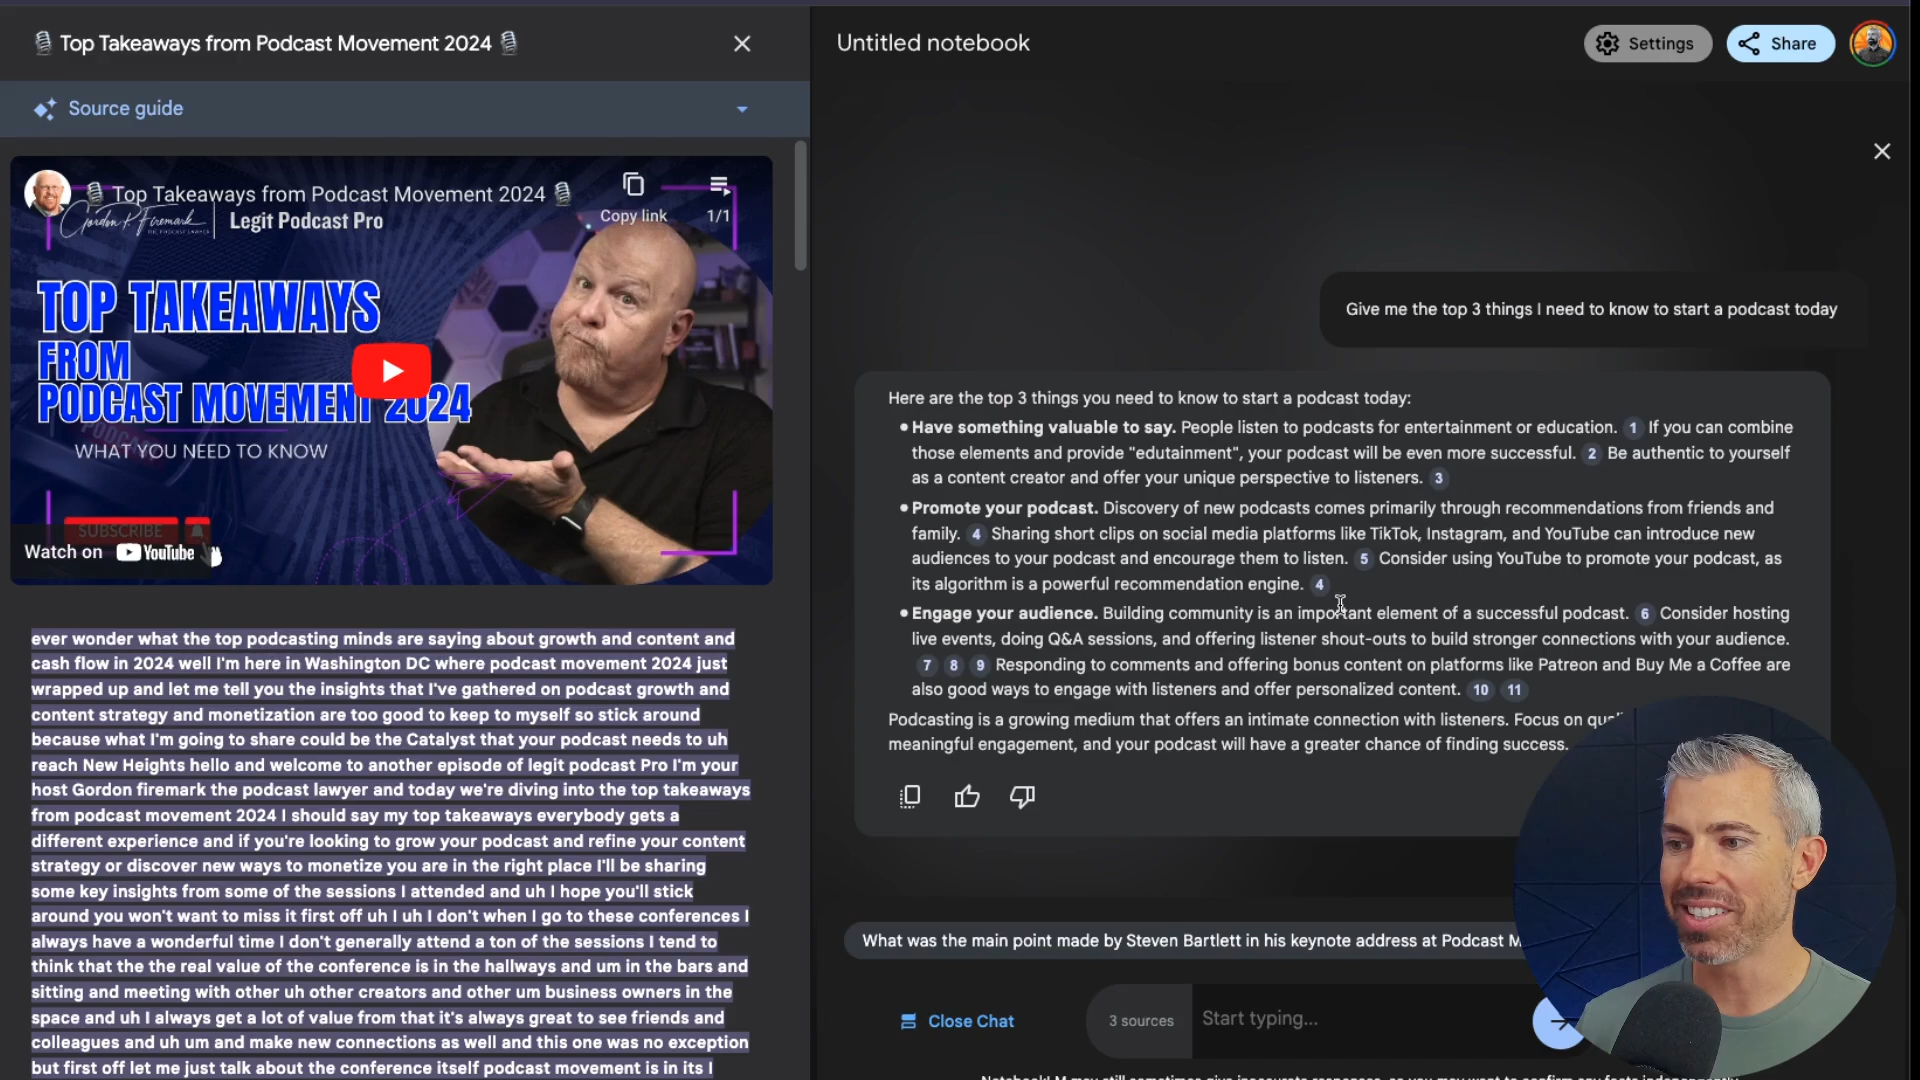 🎙️ Top Takeaways from Podcast Movement 2024 🎙️
Source guide
🎙️ Top Takeaways from Podcast Movement 2024 🎙️
Copy link
1/1
Legit Podcast Pro
TOP TAKEAWAYS
FROM
PODCAST MOVEMENT 2024
WHAT YOU NEED TO KNOW
SUBSCRIBE
Watch on YouTube
ever wonder what the top podcasting minds are saying about growth and content and
cash flow in 2024 well I'm here in Washington DC where podcast movement 2024 just
wrapped up and let me tell you the insights that I've gathered on podcast growth and
content strategy and monetization are too good to keep to myself so stick around
because what I'm going to share could be the Catalyst that your podcast needs to uh
reach New Heights hello and welcome to another episode of legit podcast Pro I'm your
host Gordon firemark the podcast lawyer and today we're diving into the top takeaways
from podcast movement 2024 I should say my top takeaways everybody gets a
different experience and if you're looking to grow your podcast and refine your content
strategy or discover new ways to monetize you are in the right place I'll be sharing
some key insights from some of the sessions I attended and uh I hope you'll stick
around you won't want to miss it first off uh I uh I don't when I go to these conferences I
always have a wonderful time I don't generally attend a ton of the sessions I tend to
think that the the real value of the conference is in the hallways and um in the bars and
sitting and meeting with other uh other creators and other um business owners in the
space and uh I always get a lot of value from that it's always great to see friends and
colleagues and uh um and make new connections as well and this one was no exception
but first off let me just talk about the conference itself podcast movement is in its I
Untitled notebook
Settings
Share
Give me the top 3 things I need to know to start a podcast today
Here are the top 3 things you need to know to start a podcast today:
• Have something valuable to say. People listen to podcasts for entertainment or education. 1 If you can combine
those elements and provide "edutainment", your podcast will be even more successful. 2 Be authentic to yourself
as a content creator and offer your unique perspective to listeners. 3
• Promote your podcast. Discovery of new podcasts comes primarily through recommendations from friends and
family. 4 Sharing short clips on social media platforms like TikTok, Instagram, and YouTube can introduce new
audiences to your podcast and encourage them to listen. 5 Consider using YouTube to promote your podcast, as
its algorithm is a powerful recommendation engine. 4
• Engage your audience. Building community is an important element of a successful podcast. 6 Consider hosting
live events, doing Q&A sessions, and offering listener shout-outs to build stronger connections with your audience.
7 8 9 Responding to comments and offering bonus content on platforms like Patreon and Buy Me a Coffee are
also good ways to engage with listeners and offer personalized content. 10 11
Podcasting is a growing medium that offers an intimate connection with listeners. Focus on
meaningful engagement, and your podcast will have a greater chance of finding success.
What was the main point made by Steven Bartlett in his keynote address at Podcast
Close Chat
3 sources
Start typing...